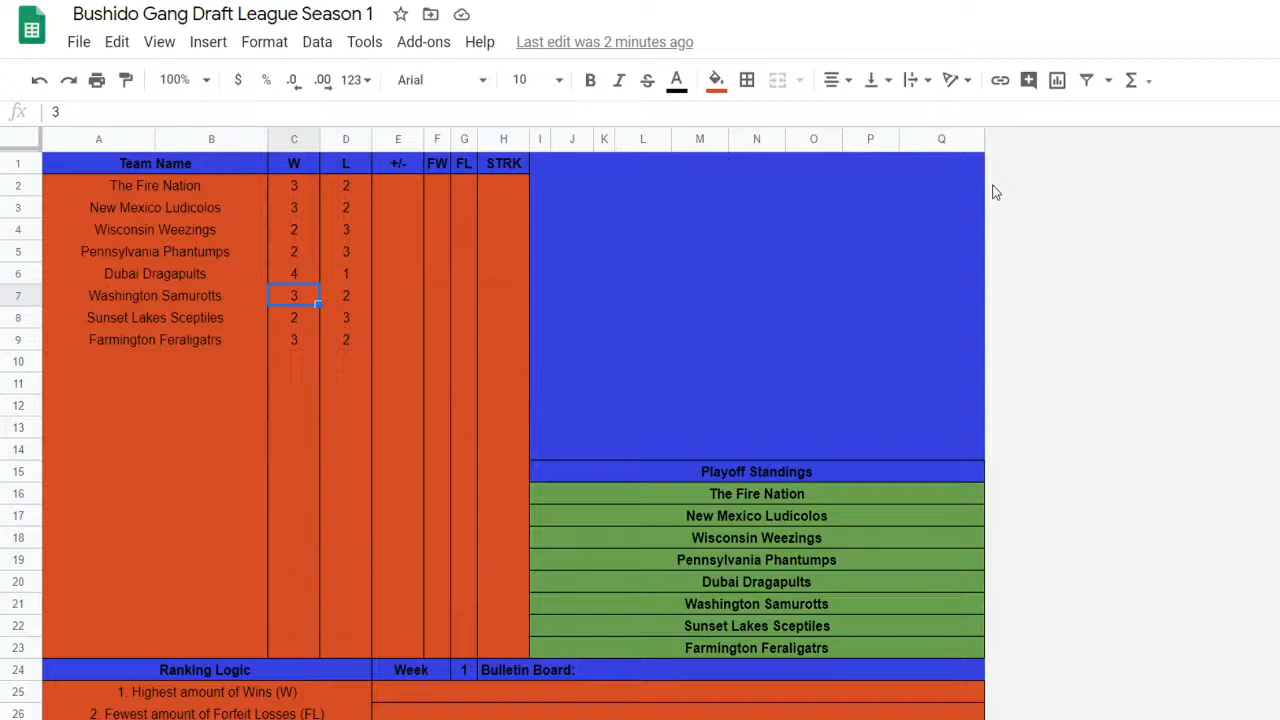 Bushido Gang Draft League Season 1
File Edit View Insert Format Data Tools Add-ons Help Last edit was 2 minutes ago
100% $ % .0 .00 123 Arial 10 B I S A Σ
fx 3
A B C D E F G H I J K L M N O P Q
1 Team Name W L +/- FW FL STRK
2 The Fire Nation 3 2
3 New Mexico Ludicolos 3 2
4 Wisconsin Weezings 2 3
5 Pennsylvania Phantumps 2 3
6 Dubai Dragapults 4 1
7 Washington Samurotts 3 2
8 Sunset Lakes Sceptiles 2 3
9 Farmington Feraligatrs 3 2
10
11
12
13
14
15 Playoff Standings
16 The Fire Nation
17 New Mexico Ludicolos
18 Wisconsin Weezings
19 Pennsylvania Phantumps
20 Dubai Dragapults
21 Washington Samurotts
22 Sunset Lakes Sceptiles
23 Farmington Feraligatrs
24 Ranking Logic Week 1 Bulletin Board:
25 1. Highest amount of Wins (W)
26 2. Fewest amount of Forfeit Losses (FL)